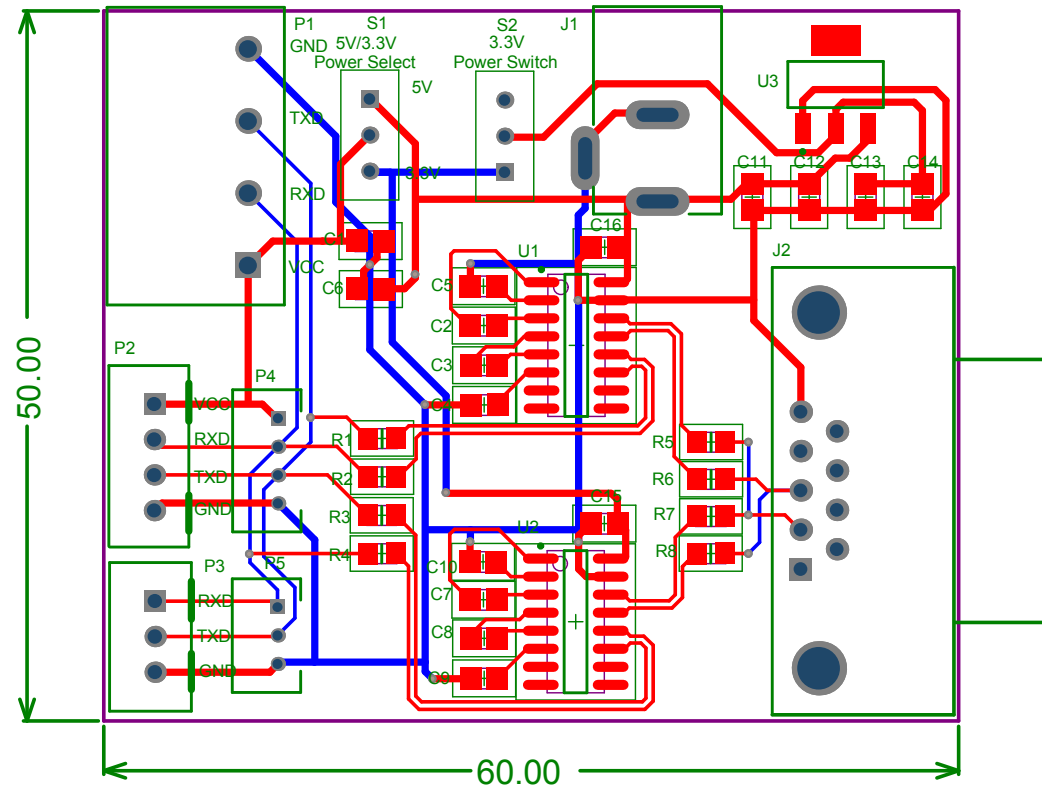 P1
S1
5V/3.3V
Power Select
S2
3.3V
Power Switch
J1
U3
GND
5V
TXD
3.3V
RXD
VCC
C11
C12
C13
C14
C16
C6
U1
J2
C5
C2
C3
P2
P4
VCC
RXD
TXD
GND
R1
R2
R3
R4
R5
R6
R7
R8
C15
U2
C10
C7
C8
C9
P3
P5
RXD
TXD
GND
50.00
60.00